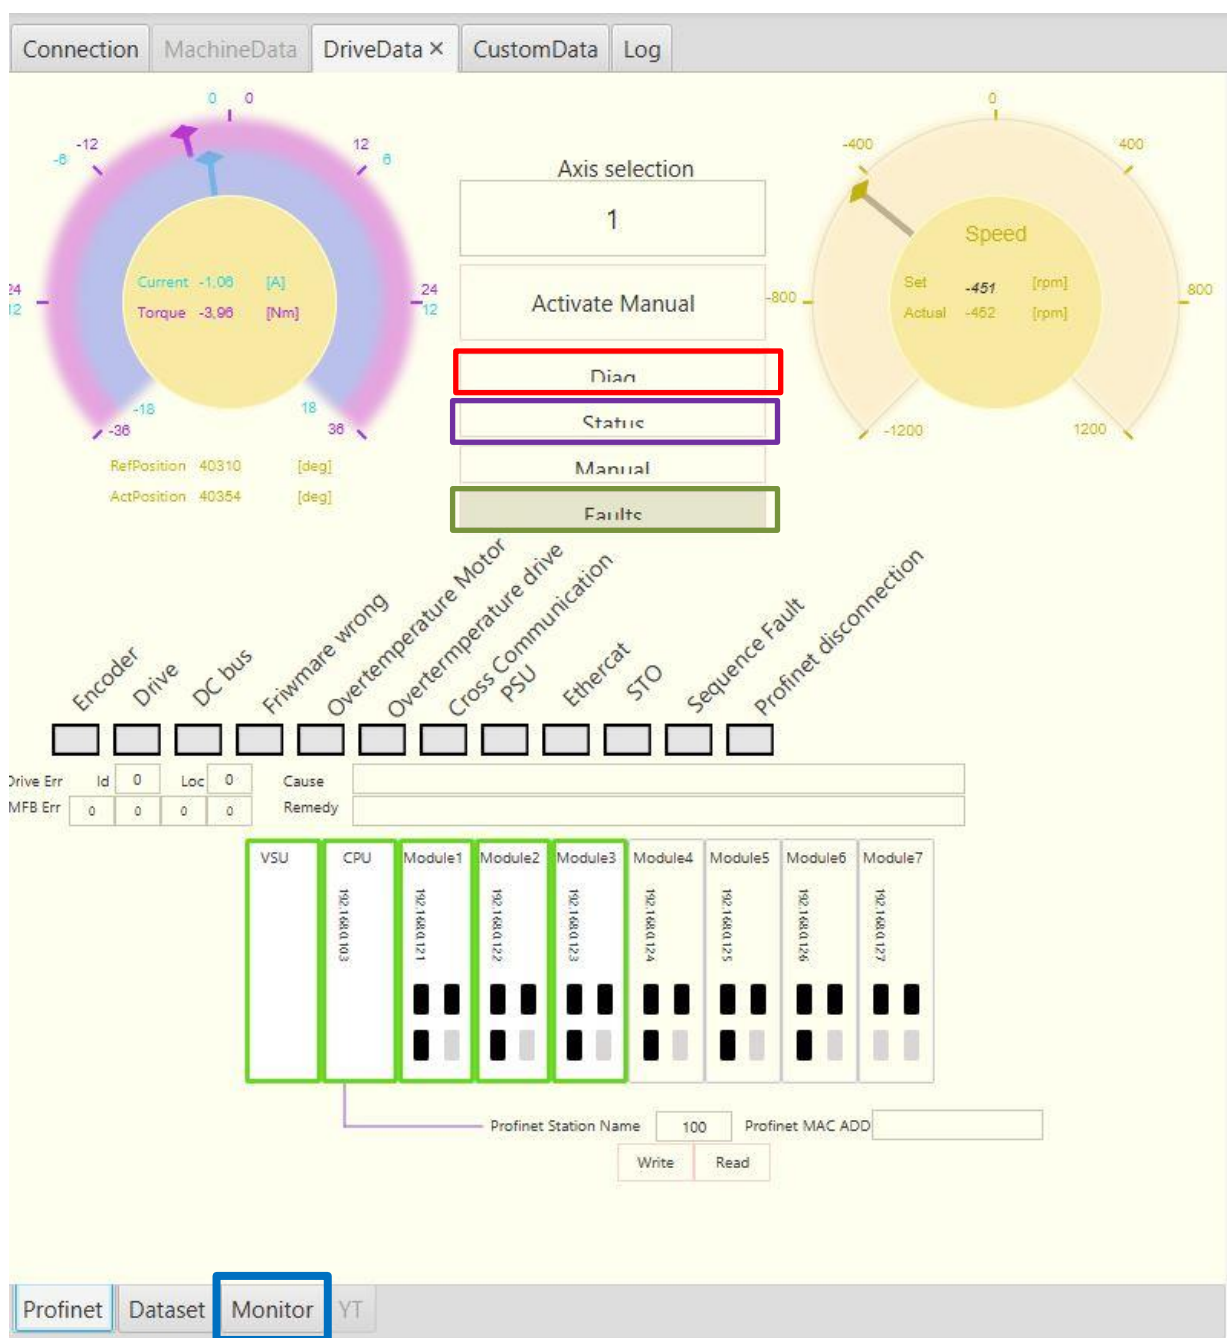 Connection MachineData DriveData × CustomData Log
0 0
-12 12
-6 6
Current -1,06 [A]
Torque -3,96 [Nm]
24 24
12 12
-18 18
-36 36
RefPosition 40310 [deg]
ActPosition 40354 [deg]
Axis selection
1
Activate Manual
Diag
Status
Manual
Faults
0
-400 400
Speed
Set -451 [rpm]
Actual -452 [rpm]
-800 800
-1200 1200
Encoder
Drive
DC bus
Friwmare wrong
Overtemperature Motor
Overtermperature drive
Cross Communication
PSU
Ethercat
STO
Sequence Fault
Profinet disconnection
Drive Err Id 0 Loc 0 Cause
MFB Err 0 0 0 0 Remedy
VSU CPU Module1 Module2 Module3 Module4 Module5 Module6 Module7
192.168.0.103 192.168.0.121 192.168.0.122 192.168.0.123 192.168.0.124 192.168.0.125 192.168.0.126 192.168.0.127
Profinet Station Name 100 Profinet MAC ADD
Write Read
Profinet Dataset Monitor YT